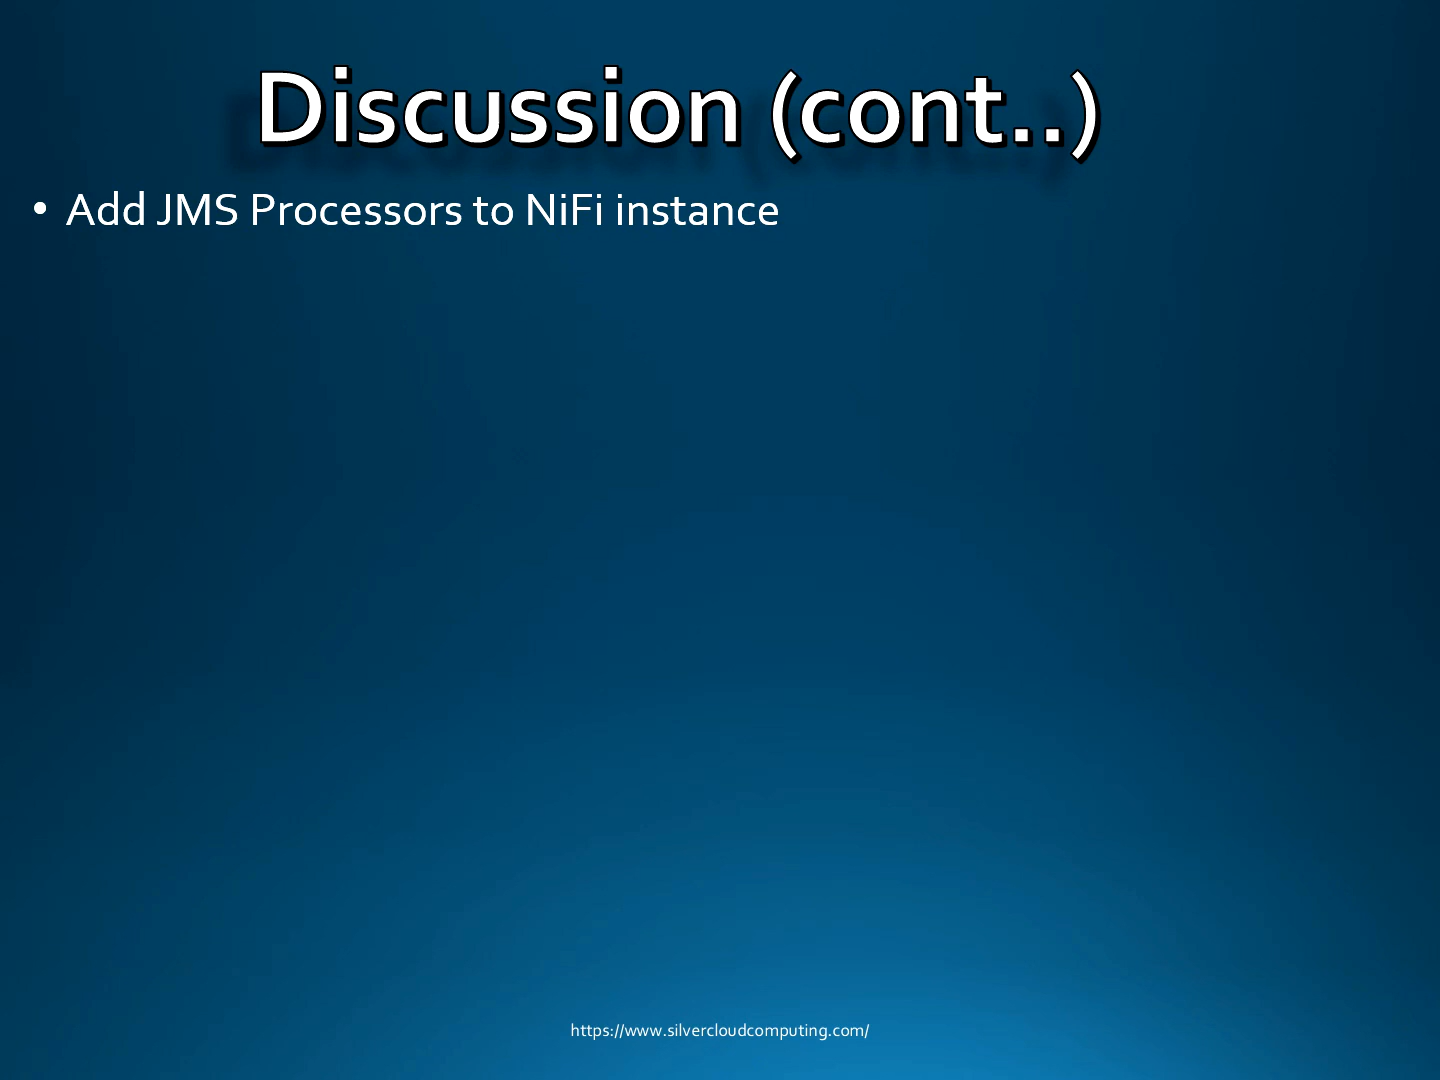 Discussion (cont..)
• Add JMS Processors to NiFi instance
https://www.silvercloudcomputing.com/